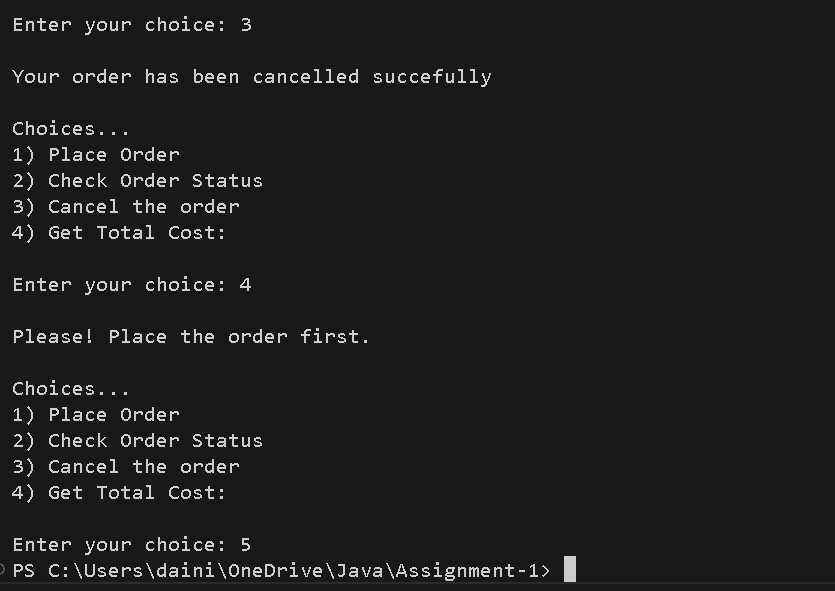 Enter your choice: 3
Your order has been cancelled succefully
Choices...
1) Place Order
2) Check Order Status
3) Cancel the order
4) Get Total Cost:
Enter your choice: 4
Please! Place the order first.
Choices...
1) Place Order
2) Check Order Status
3) Cancel the order
4) Get Total Cost:
Enter your choice: 5
PS C:\Users\daini\OneDrive\Java\Assignment-1>